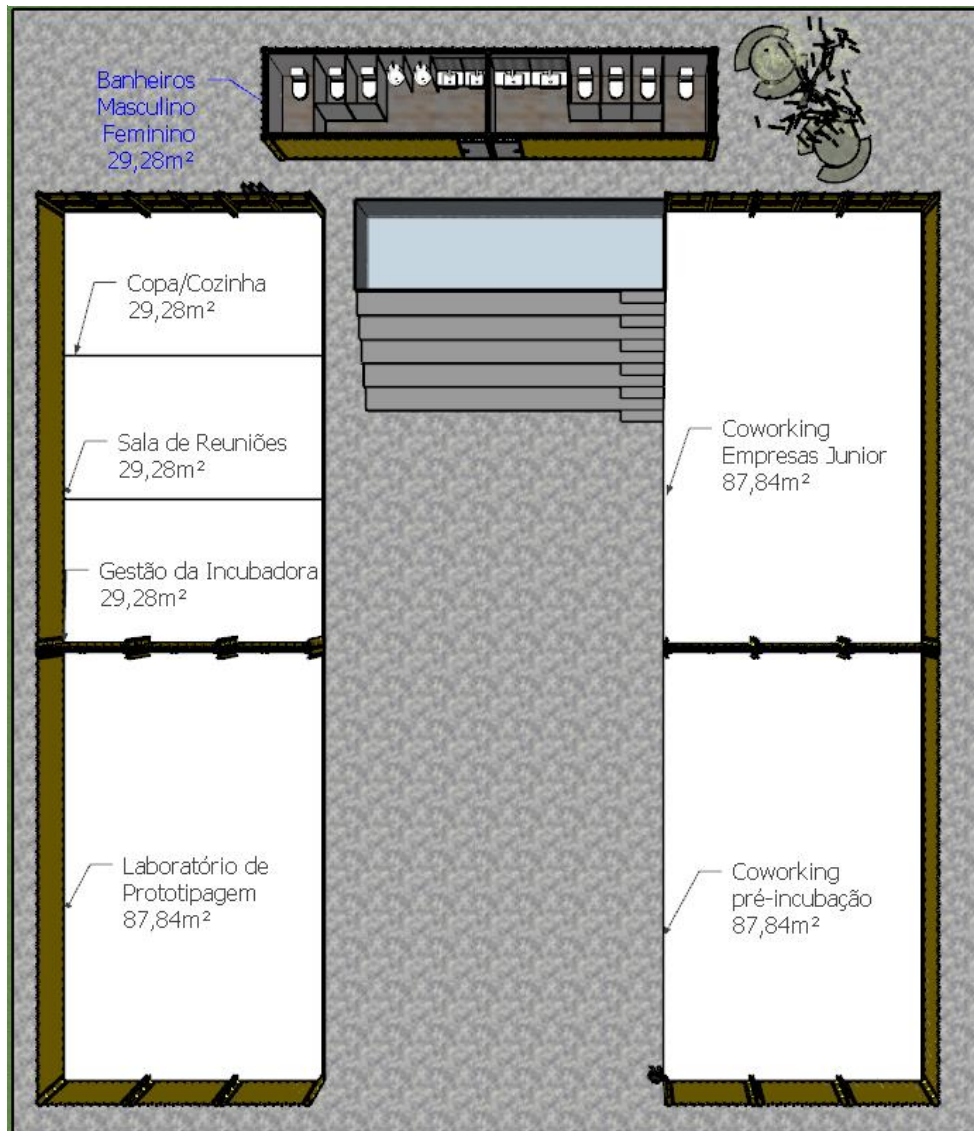 Banheiros
Masculino
Feminino
29,28m²
Copa/Cozinha
29,28m²
Sala de Reuniões
29,28m²
Gestão da Incubadora
29,28m²
Laboratório de
Prototipagem
87,84m²
Coworking
Empresas Junior
87,84m²
Coworking
pré-incubação
87,84m²